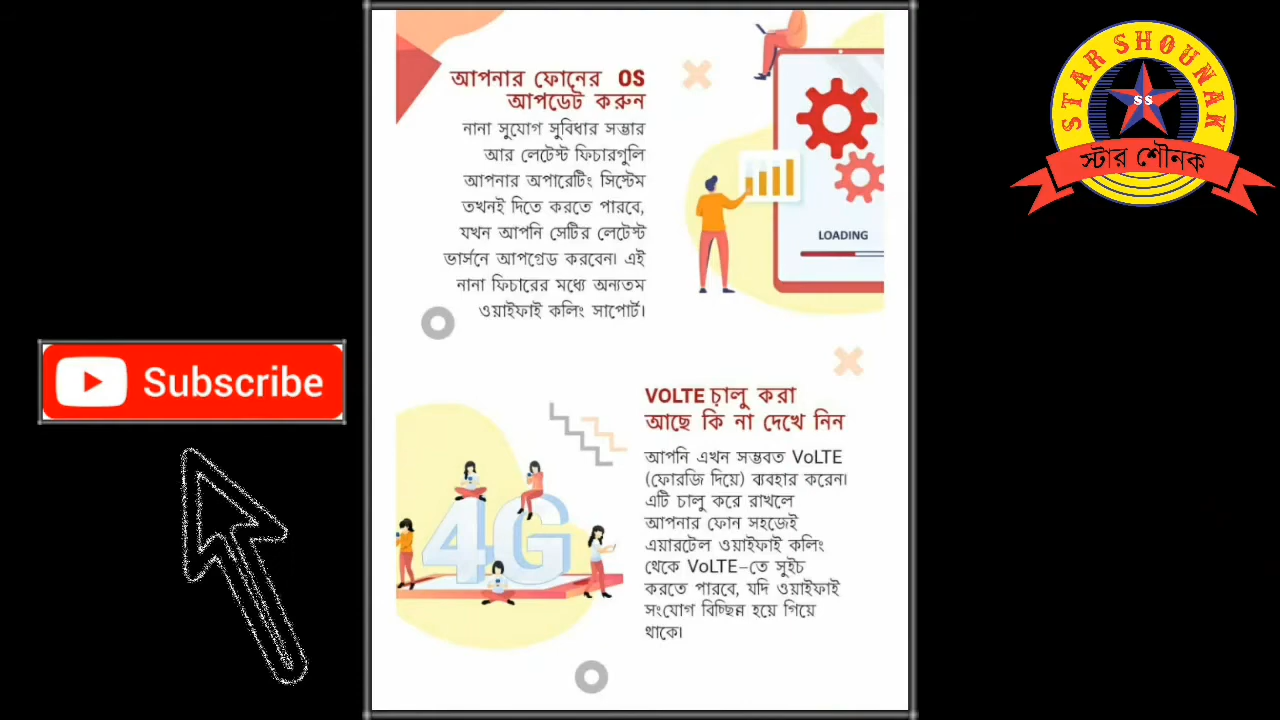 আপনার ফোনের OS
আপডেট করুন
নানা সুযোগ সুবিধার সম্ভার
আর লেটেস্ট ফিচারগুলি
আপনার অপারেটিং সিস্টেম
তখনই দিতে করতে পারবে,
যখন আপনি সেটির লেটেস্ট
ভার্সনে আপগ্রেড করবেন। এই
নানা ফিচারের মধ্যে অন্যতম
ওয়াইফাই কলিং সাপোর্ট।
LOADING
VOLTE চালু করা
আছে কি না দেখে নিন
আপনি এখন সম্ভবত VoLTE
(ফোরজি দিয়ে) ব্যবহার করেন।
এটি চালু করে রাখলে
আপনার ফোন সহজেই
এয়ারটেল ওয়াইফাই কলিং
থেকে VoLTE-তে সুইচ
করতে পারবে, যদি ওয়াইফাই
সংযোগ বিচ্ছিন্ন হয়ে গিয়ে
থাকে।
4G
Subscribe
STAR SHOUNAK
SS
স্টার শৌনক